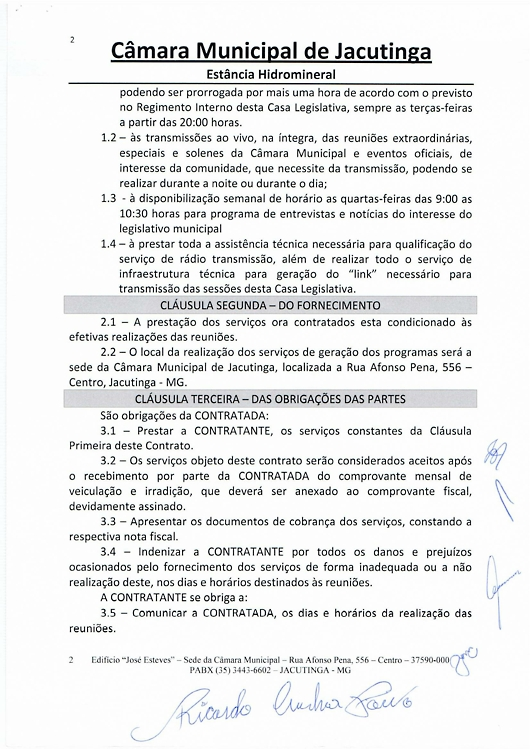 2
Câmara Municipal de Jacutinga
Estância Hidromineral
podendo ser prorrogada por mais uma hora de acordo com o previsto
no Regimento Interno desta Casa Legislativa, sempre as terças-feiras
a partir das 20:00 horas.
1.2 – às transmissões ao vivo, na íntegra, das reuniões extraordinárias,
especiais e solenes da Câmara Municipal e eventos oficiais, de
interesse da comunidade, que necessite da transmissão, podendo se
realizar durante a noite ou durante o dia;
1.3 - à disponibilização semanal de horário as quartas-feiras das 9:00 as
10:30 horas para programa de entrevistas e notícias do interesse do
legislativo municipal
1.4 – à prestar toda a assistência técnica necessária para qualificação do
serviço de rádio transmissão, além de realizar todo o serviço de
infraestrutura técnica para geração do "link" necessário para
transmissão das sessões desta Casa Legislativa.
CLÁUSULA SEGUNDA – DO FORNECIMENTO
2.1 – A prestação dos serviços ora contratados esta condicionado às
efetivas realizações das reuniões.
2.2 – O local da realização dos serviços de geração dos programas será a
sede da Câmara Municipal de Jacutinga, localizada a Rua Afonso Pena, 556 –
Centro, Jacutinga - MG.
CLÁUSULA TERCEIRA – DAS OBRIGAÇÕES DAS PARTES
São obrigações da CONTRATADA:
3.1 – Prestar a CONTRATANTE, os serviços constantes da Cláusula
Primeira deste Contrato.
3.2 – Os serviços objeto deste contrato serão considerados aceitos após
o recebimento por parte da CONTRATADA do comprovante mensal de
veiculação e irradição, que deverá ser anexado ao comprovante fiscal,
devidamente assinado.
3.3 – Apresentar os documentos de cobrança dos serviços, constando a
respectiva nota fiscal.
3.4 – Indenizar a CONTRATANTE por todos os danos e prejuízos
ocasionados pelo fornecimento dos serviços de forma inadequada ou a não
realização deste, nos dias e horários destinados às reuniões.
A CONTRATANTE se obriga a:
3.5 – Comunicar a CONTRATADA, os dias e horários da realização das
reuniões.
2 Edifício "José Esteves" – Sede da Câmara Municipal – Rua Afonso Pena, 556 – Centro – 37590-000
PABX (35) 3443-6602 – JACUTINGA - MG
Ricardo